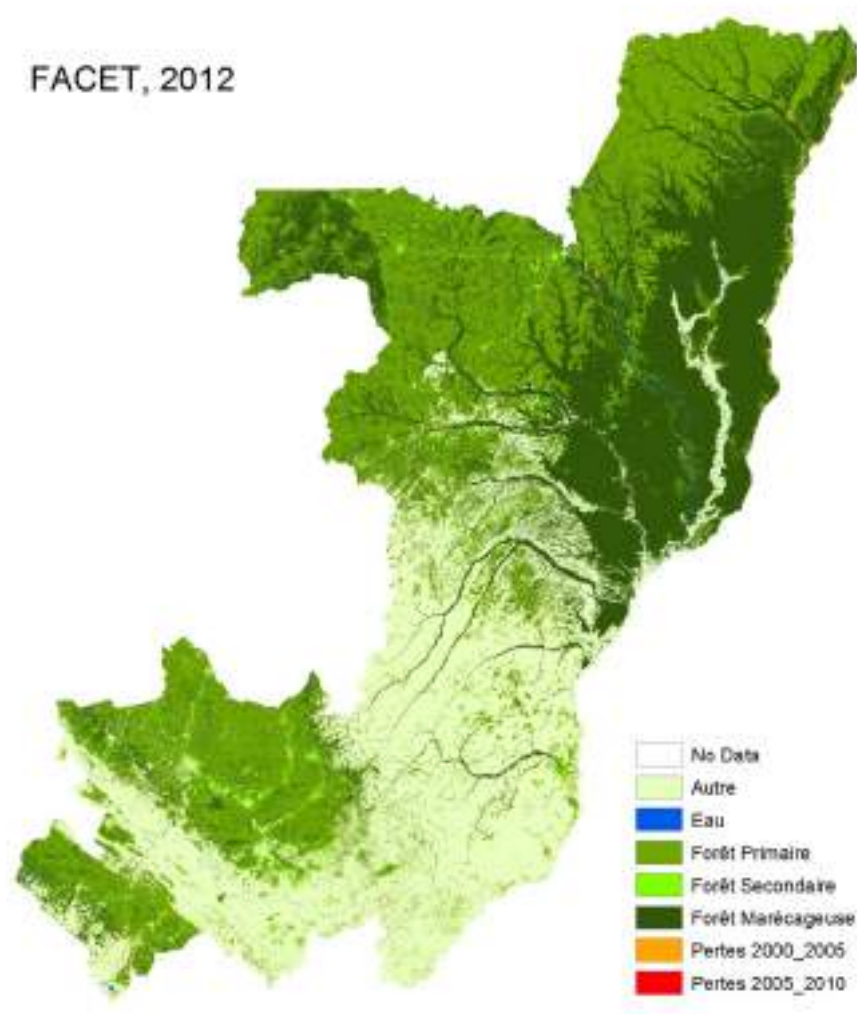 FACET, 2012
No Data
Autre
Eau
Forêt Primaire
Forêt Secondaire
Forêt Marécageuse
Pertes 2000_2005
Pertes 2005_2010